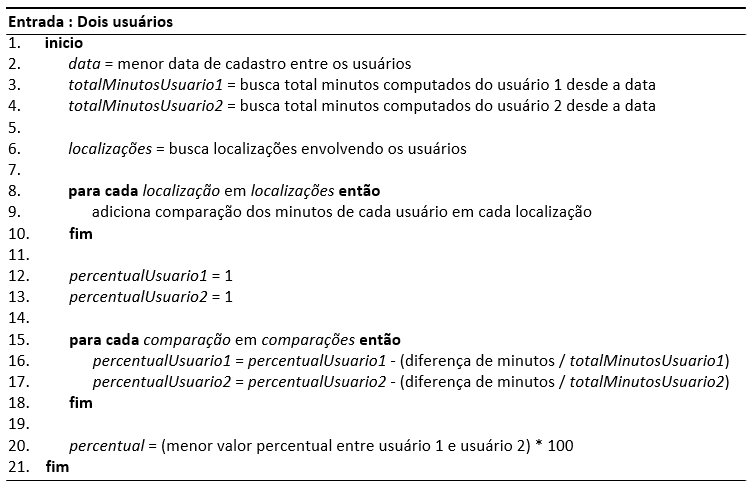 Entrada : Dois usuários
1. inicio
2. data = menor data de cadastro entre os usuários
3. totalMinutosUsuario1 = busca total minutos computados do usuário 1 desde a data
4. totalMinutosUsuario2 = busca total minutos computados do usuário 2 desde a data
5.
6. localizações = busca localizações envolvendo os usuários
7.
8. para cada localização em localizações então
9. adiciona comparação dos minutos de cada usuário em cada localização
10. fim
11.
12. percentualUsuario1 = 1
13. percentualUsuario2 = 1
14.
15. para cada comparação em comparações então
16. percentualUsuario1 = percentualUsuario1 - (diferença de minutos / totalMinutosUsuario1)
17. percentualUsuario2 = percentualUsuario2 - (diferença de minutos / totalMinutosUsuario2)
18. fim
19.
20. percentual = (menor valor percentual entre usuário 1 e usuário 2) * 100
21. fim